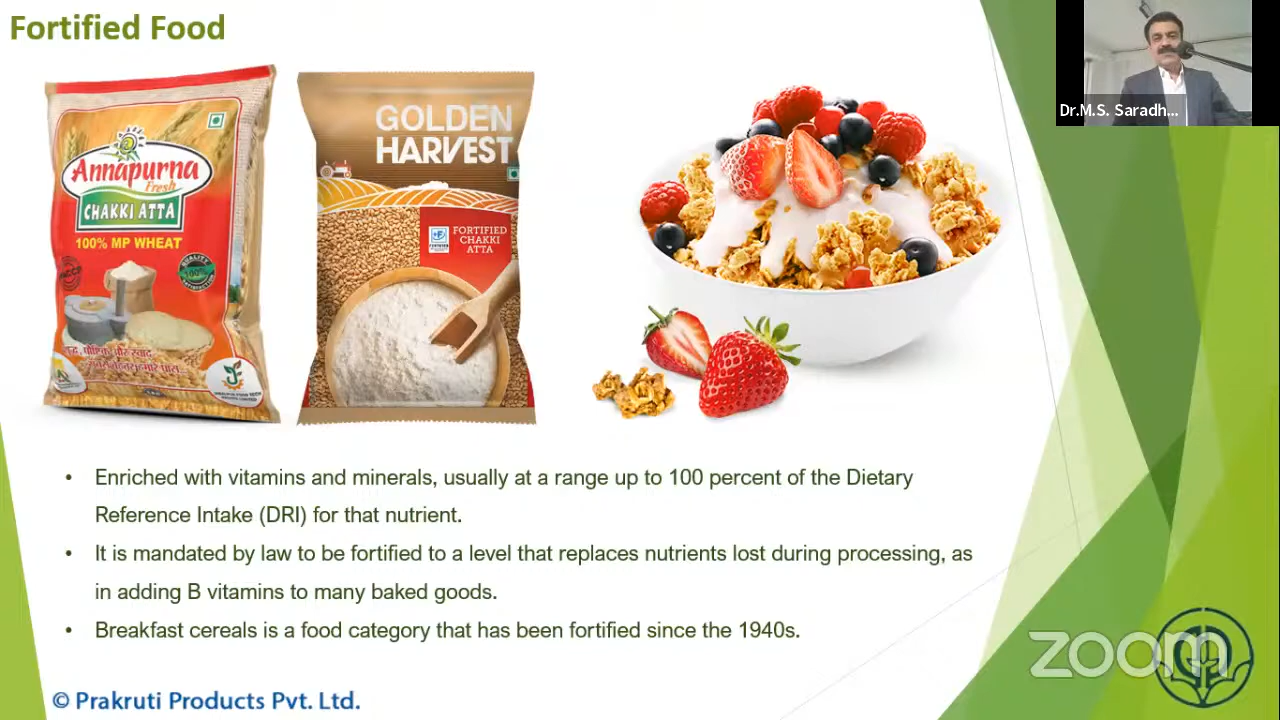 Fortified Food
Dr.M.S. Saradh...
Annapurna
Fresh
CHAKKI ATTA
100% MP WHEAT
HACCP
QUALITY
100%
GOLDEN
HARVEST
FORTIFIED
CHAKKI
ATTA
• Enriched with vitamins and minerals, usually at a range up to 100 percent of the Dietary
Reference Intake (DRI) for that nutrient.
• It is mandated by law to be fortified to a level that replaces nutrients lost during processing, as
in adding B vitamins to many baked goods.
• Breakfast cereals is a food category that has been fortified since the 1940s.
zoom
© Prakruti Products Pvt. Ltd.